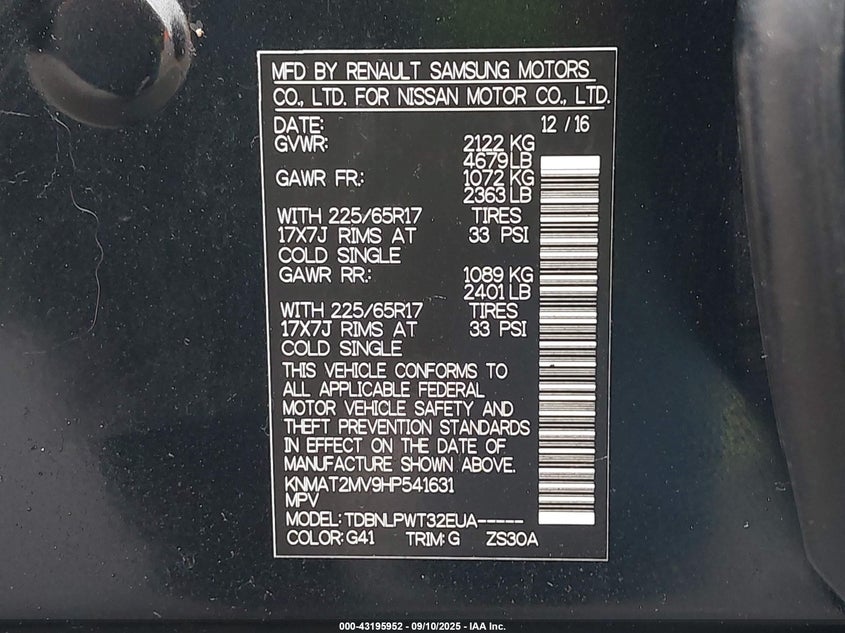 MFD BY RENAULT SAMSUNG MOTORS
CO., LTD. FOR NISSAN MOTOR CO., LTD.
DATE: 12 / 16
GVWR: 2122 KG
4679 LB
GAWR FR.: 1072 KG
2363 LB
WITH 225/65R17 TIRES
17X7J RIMS AT 33 PSI
COLD SINGLE
GAWR RR.: 1089 KG
2401 LB
WITH 225/65R17 TIRES
17X7J RIMS AT 33 PSI
COLD SINGLE
THIS VEHICLE CONFORMS TO
ALL APPLICABLE FEDERAL
MOTOR VEHICLE SAFETY AND
THEFT PREVENTION STANDARDS
IN EFFECT ON THE DATE OF
MANUFACTURE SHOWN ABOVE.
KNMAT2MV9HP541631
MPV
MODEL: TDBNLPWT32EUA-----
COLOR: G41 TRIM: G ZS30A
000-43195952 - 09/10/2025 - IAA Inc.